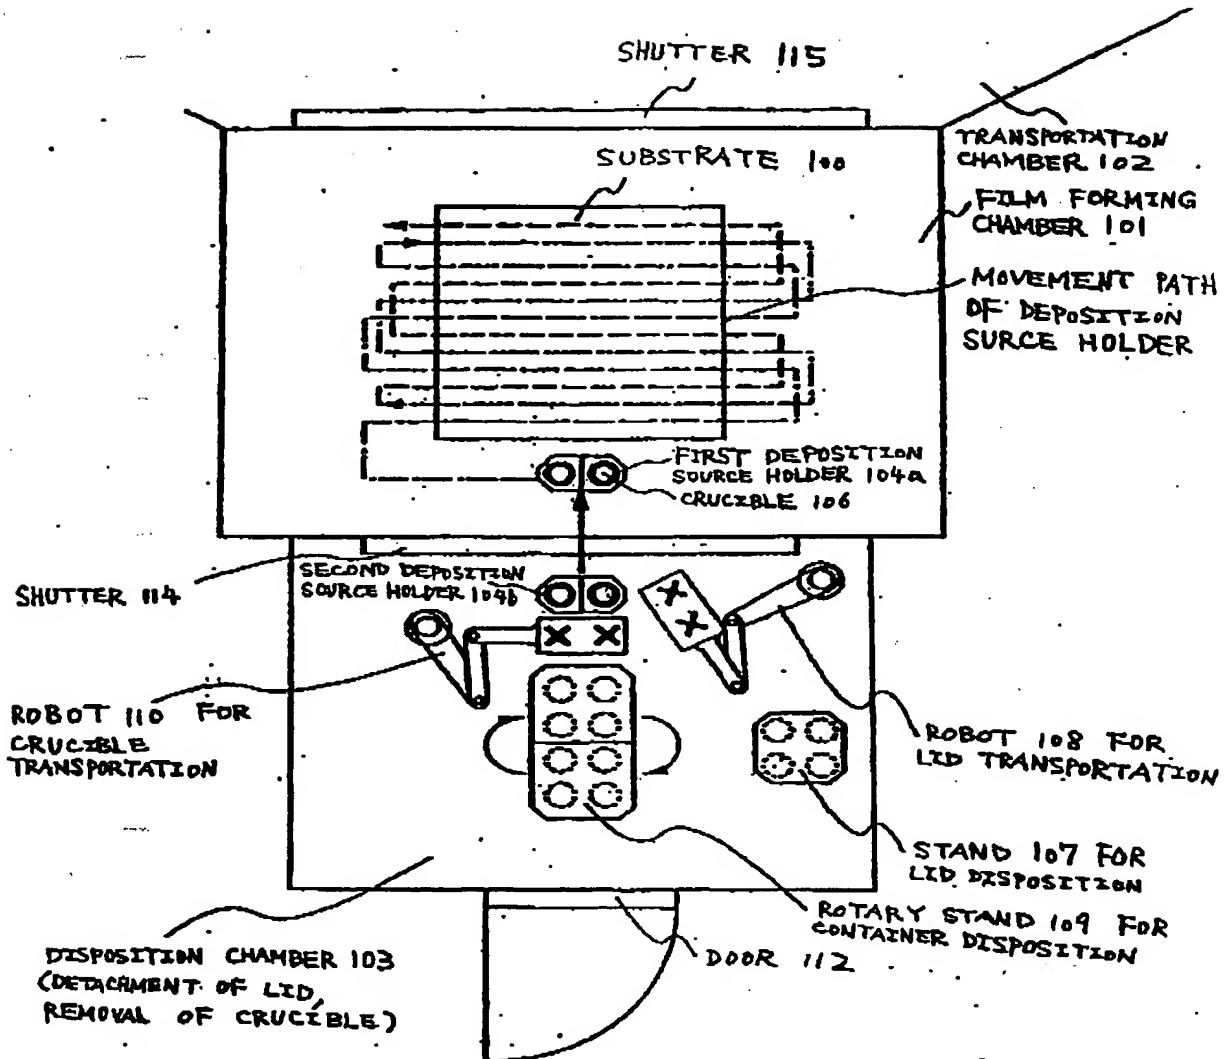 SHUTTER 115
SUBSTRATE 100
TRANSPORTATION
CHAMBER 102
FILM FORMING
CHAMBER 101
MOVEMENT PATH
OF DEPOSITION
SURCE HOLDER
FIRST DEPOSITION
SOURCE HOLDER 104a
CRUCIBLE 106
SHUTTER 114
SECOND DEPOSITION
SOURCE HOLDER 104b
ROBOT 110 FOR
CRUCIBLE
TRANSPORTATION
ROBOT 108 FOR
LID TRANSPORTATION
STAND 107 FOR
LID DISPOSITION
ROTARY STAND 109 FOR
CONTAINER DISPOSITION
DOOR 112
DISPOSITION CHAMBER 103
(DETACHMENT OF LID,
REMOVAL OF CRUCIBLE)